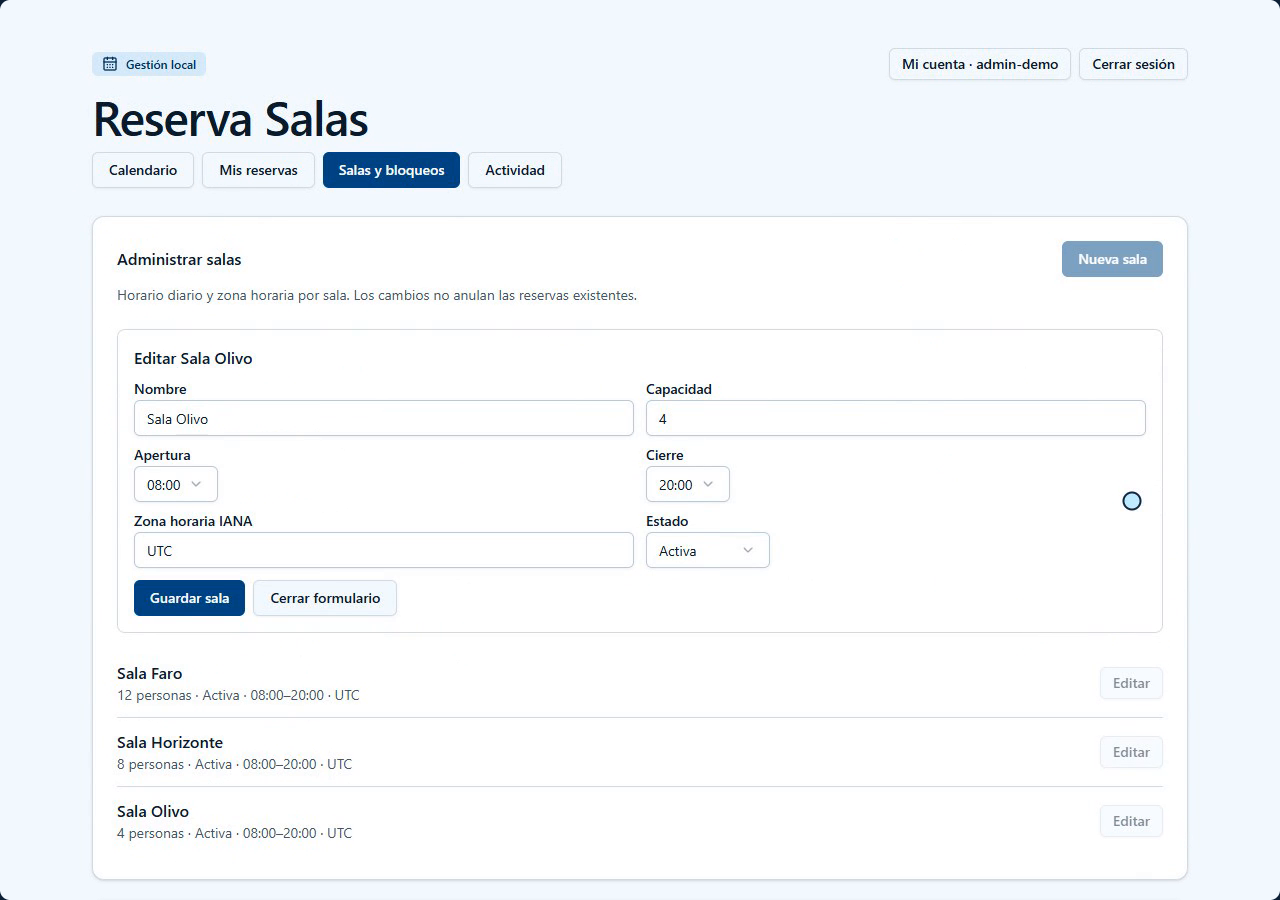 Gestión local
Mi cuenta · admin-demo
Cerrar sesión
Reserva Salas
Calendario
Mis reservas
Salas y bloqueos
Actividad
Administrar salas
Nueva sala
Horario diario y zona horaria por sala. Los cambios no anulan las reservas existentes.
Editar Sala Olivo
Nombre
Capacidad
Sala Olivo
4
Apertura
Cierre
08:00
20:00
Zona horaria IANA
Estado
UTC
Activa
Guardar sala
Cerrar formulario
Sala Faro
12 personas · Activa · 08:00–20:00 · UTC
Editar
Sala Horizonte
8 personas · Activa · 08:00–20:00 · UTC
Editar
Sala Olivo
4 personas · Activa · 08:00–20:00 · UTC
Editar